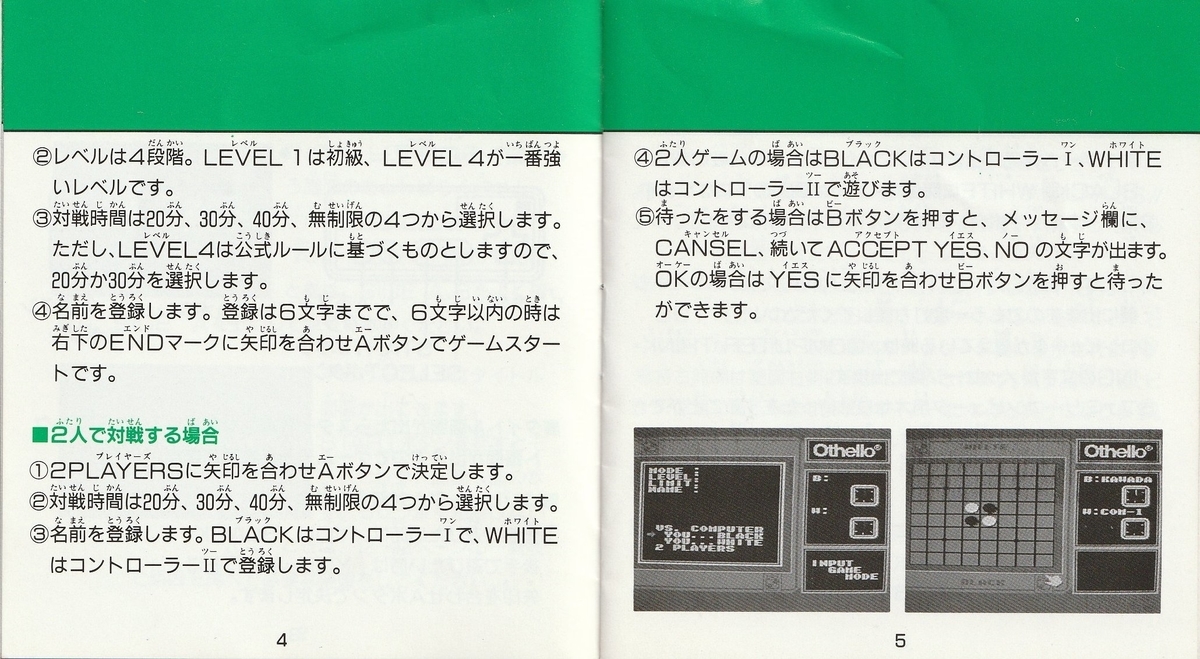 ②レベルは4段階。LEVEL 1は初級、LEVEL 4が一番強
いレベルです。
③対戦時間は20分、30分、40分、無制限の4つから選択します。
ただし、LEVEL4は公式ルールに基づくものとしますので、
20分か30分を選択します。
④名前を登録します。登録は6文字までで、6文字以内の時は
右下のENDマークに矢印を合わせAボタンでゲームスター
トです。
■2人で対戦する場合
①2PLAYERSに矢印を合わせAボタンで決定します。
②対戦時間は20分、30分、40分、無制限の4つから選択します。
③名前を登録します。BLACKはコントローラーIで、WHITE
はコントローラーIIで登録します。
4
④2人ゲームの場合はBLACKはコントローラーI、WHITE
はコントローラーIIで遊びます。
⑤待ったをする場合はBボタンを押すと、メッセージ欄に、
CANSEL、続いてACCEPT YES、NOの文字が出ます。
OKの場合はYESに矢印を合わせBボタンを押すと待った
ができます。
MODE :
LEVEL :
LIMIT :
NAME :
VS. COMPUTER
YOU...BLACK
YOU...WHITE
2 PLAYERS
Othello®
B:
W:
INPUT
GAME
MODE
WHITE
BLACK
Othello®
B:KAWADA
W:COM-1
5